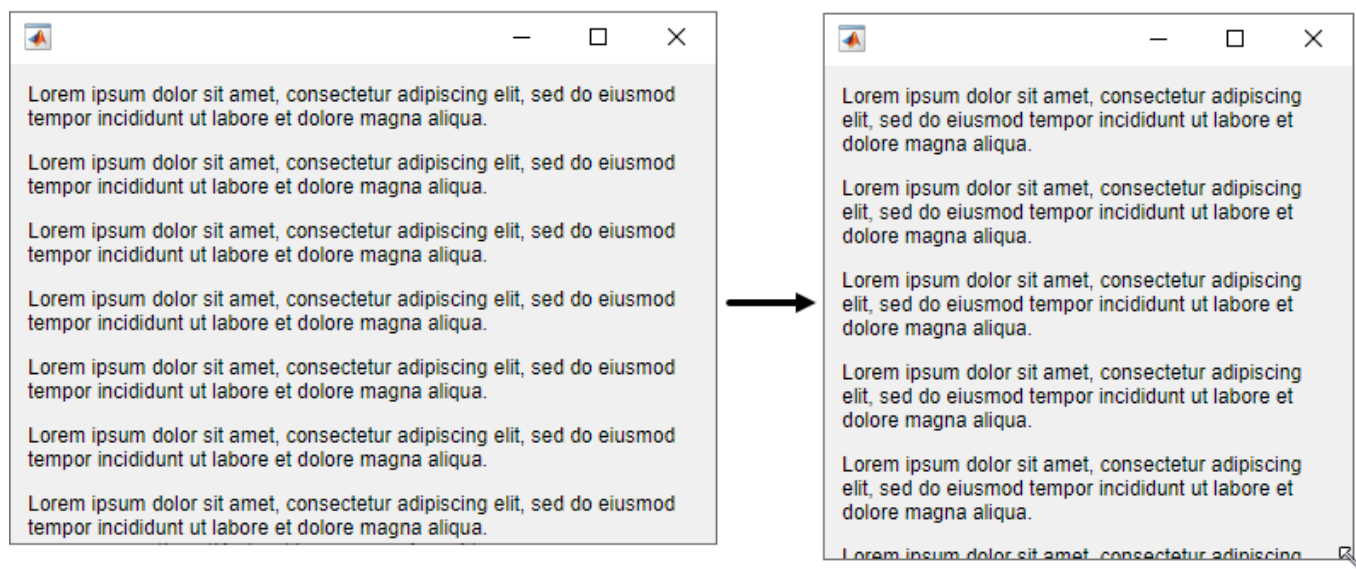 Lorem ipsum dolor sit amet, consectetur adipiscing elit, sed do eiusmod
tempor incididunt ut labore et dolore magna aliqua.
Lorem ipsum dolor sit amet, consectetur adipiscing elit, sed do eiusmod
tempor incididunt ut labore et dolore magna aliqua.
Lorem ipsum dolor sit amet, consectetur adipiscing elit, sed do eiusmod
tempor incididunt ut labore et dolore magna aliqua.
Lorem ipsum dolor sit amet, consectetur adipiscing elit, sed do eiusmod
tempor incididunt ut labore et dolore magna aliqua.
Lorem ipsum dolor sit amet, consectetur adipiscing elit, sed do eiusmod
tempor incididunt ut labore et dolore magna aliqua.
Lorem ipsum dolor sit amet, consectetur adipiscing elit, sed do eiusmod
tempor incididunt ut labore et dolore magna aliqua.
Lorem ipsum dolor sit amet, consectetur adipiscing elit, sed do eiusmod
tempor incididunt ut labore et dolore magna aliqua.
Lorem ipsum dolor sit amet, consectetur adipiscing
elit, sed do eiusmod tempor incididunt ut labore et
dolore magna aliqua.
Lorem ipsum dolor sit amet, consectetur adipiscing
elit, sed do eiusmod tempor incididunt ut labore et
dolore magna aliqua.
Lorem ipsum dolor sit amet, consectetur adipiscing
elit, sed do eiusmod tempor incididunt ut labore et
dolore magna aliqua.
Lorem ipsum dolor sit amet, consectetur adipiscing
elit, sed do eiusmod tempor incididunt ut labore et
dolore magna aliqua.
Lorem ipsum dolor sit amet, consectetur adipiscing
elit, sed do eiusmod tempor incididunt ut labore et
dolore magna aliqua.
Lorem ipsum dolor sit amet, consectetur adipiscing